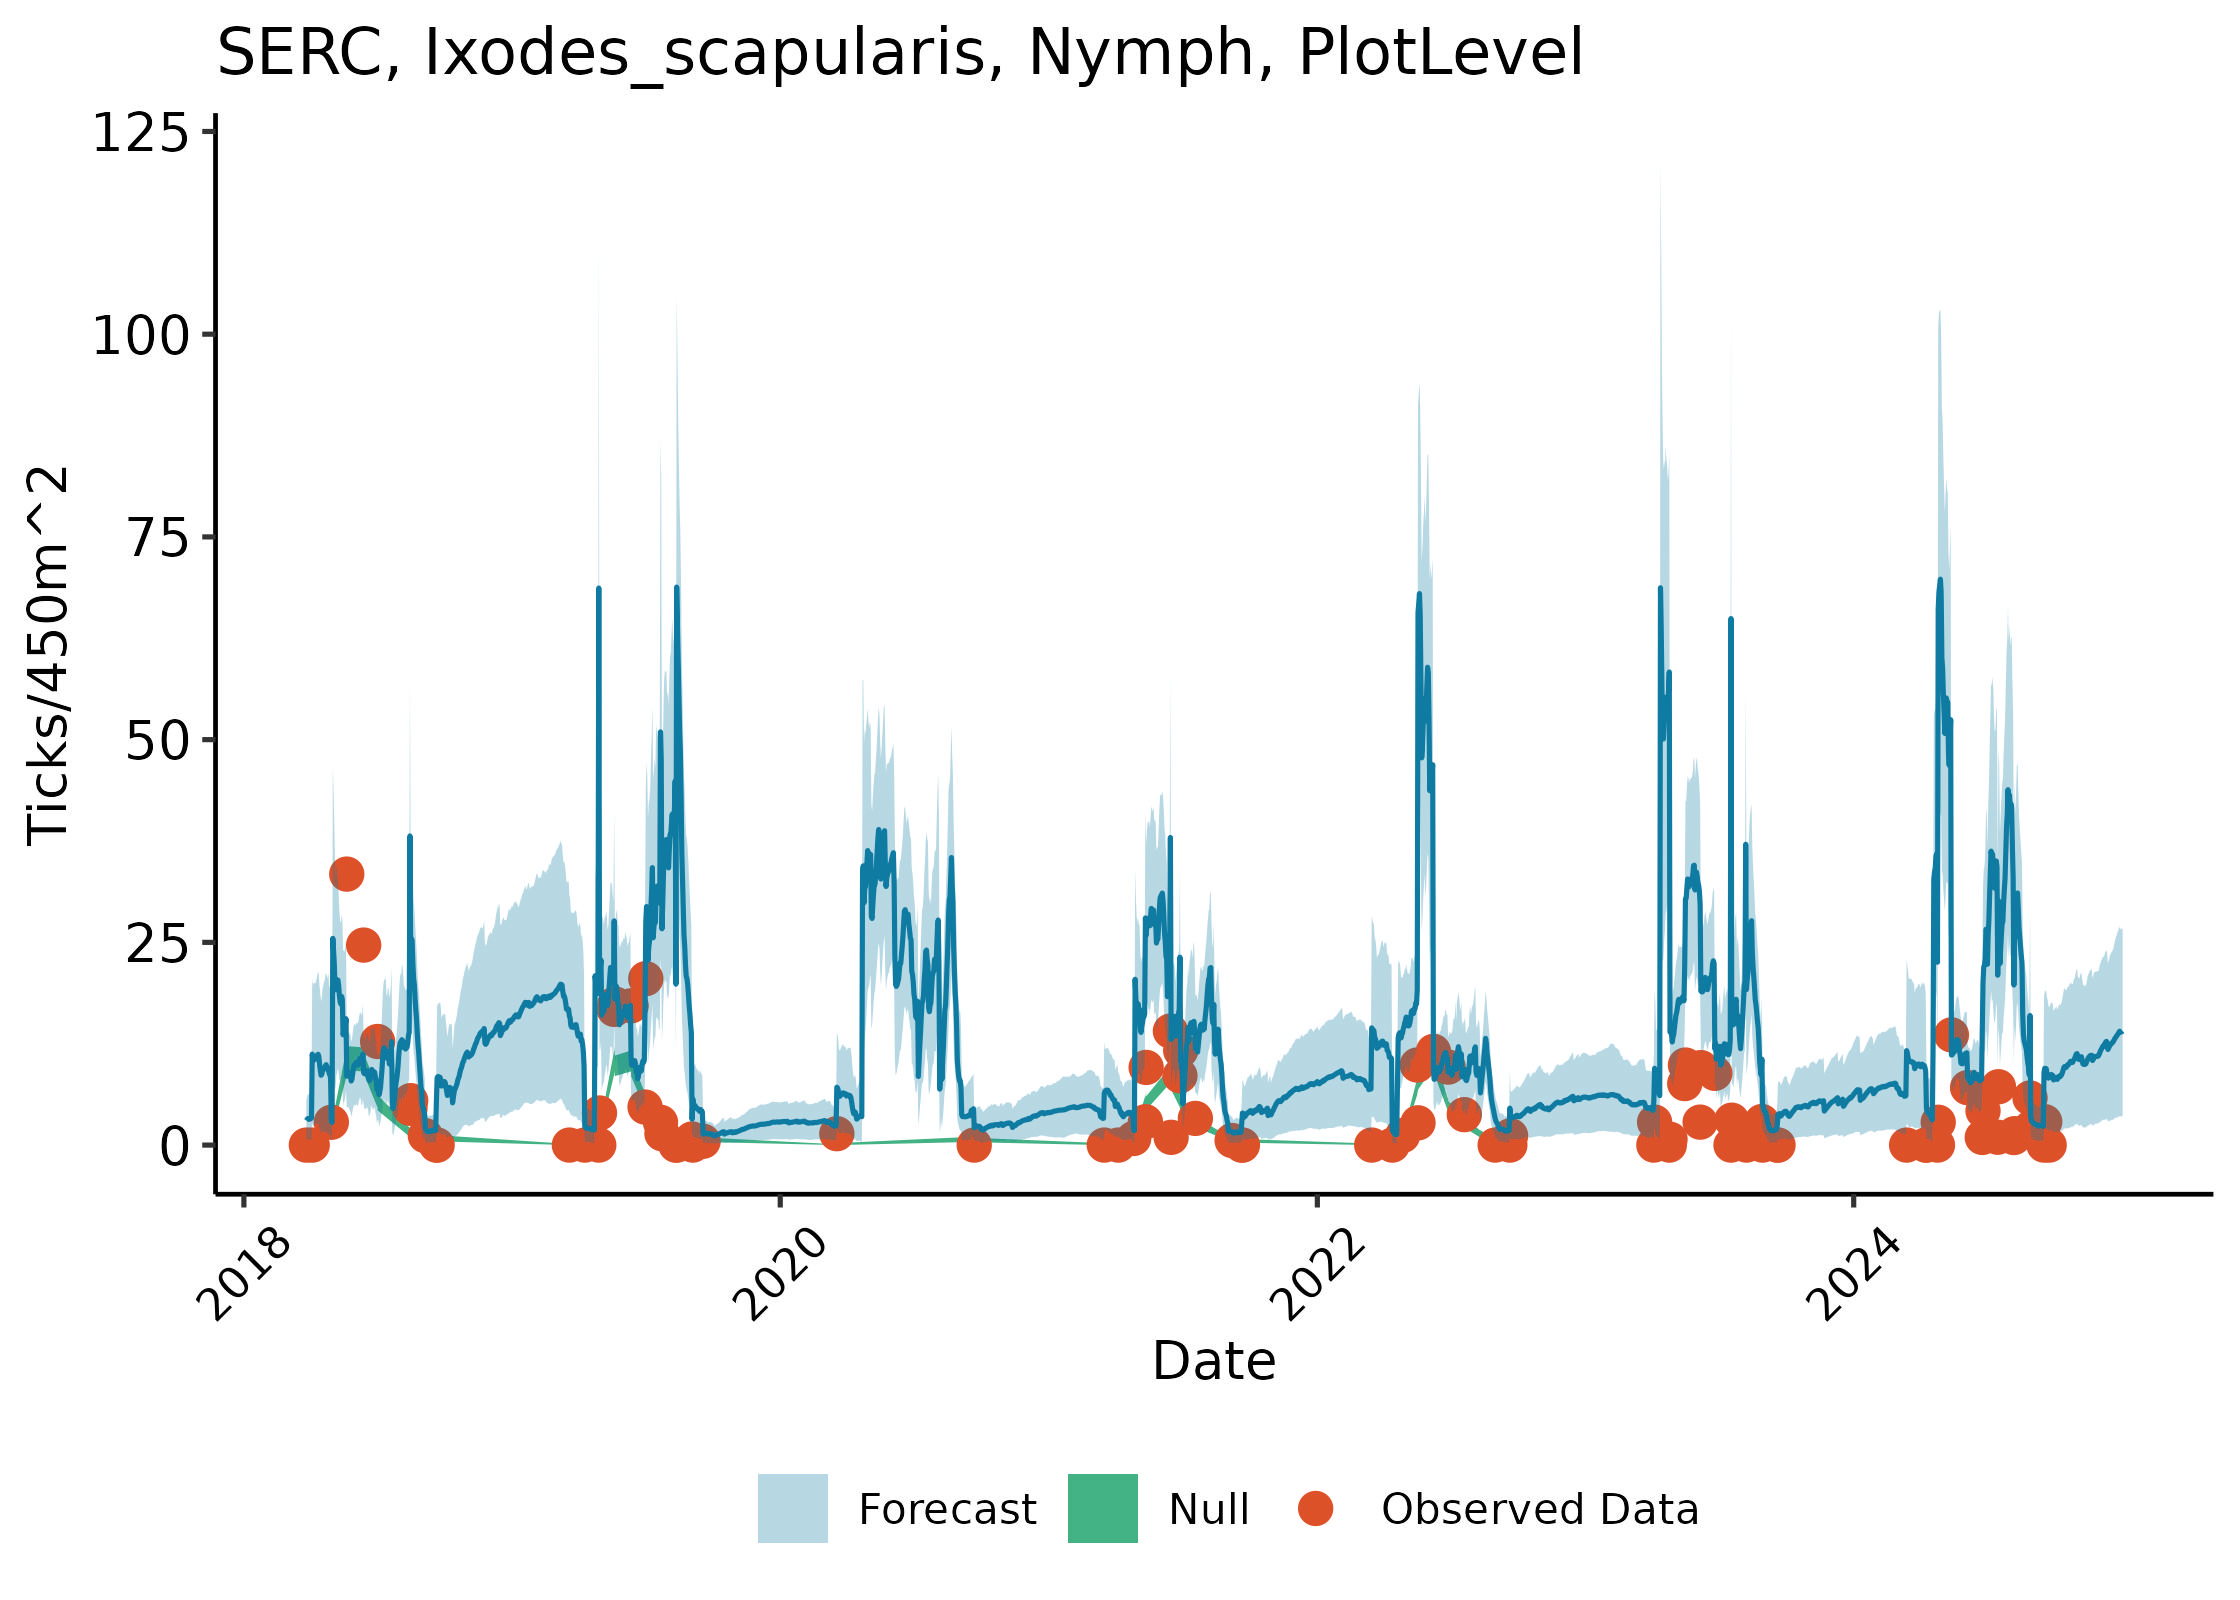 SERC, Ixodes_scapularis, Nymph, PlotLevel
Ticks/450m^2
125
100
75
50
25
0
2018
2020
2022
2024
Date
Forecast
Null
Observed Data